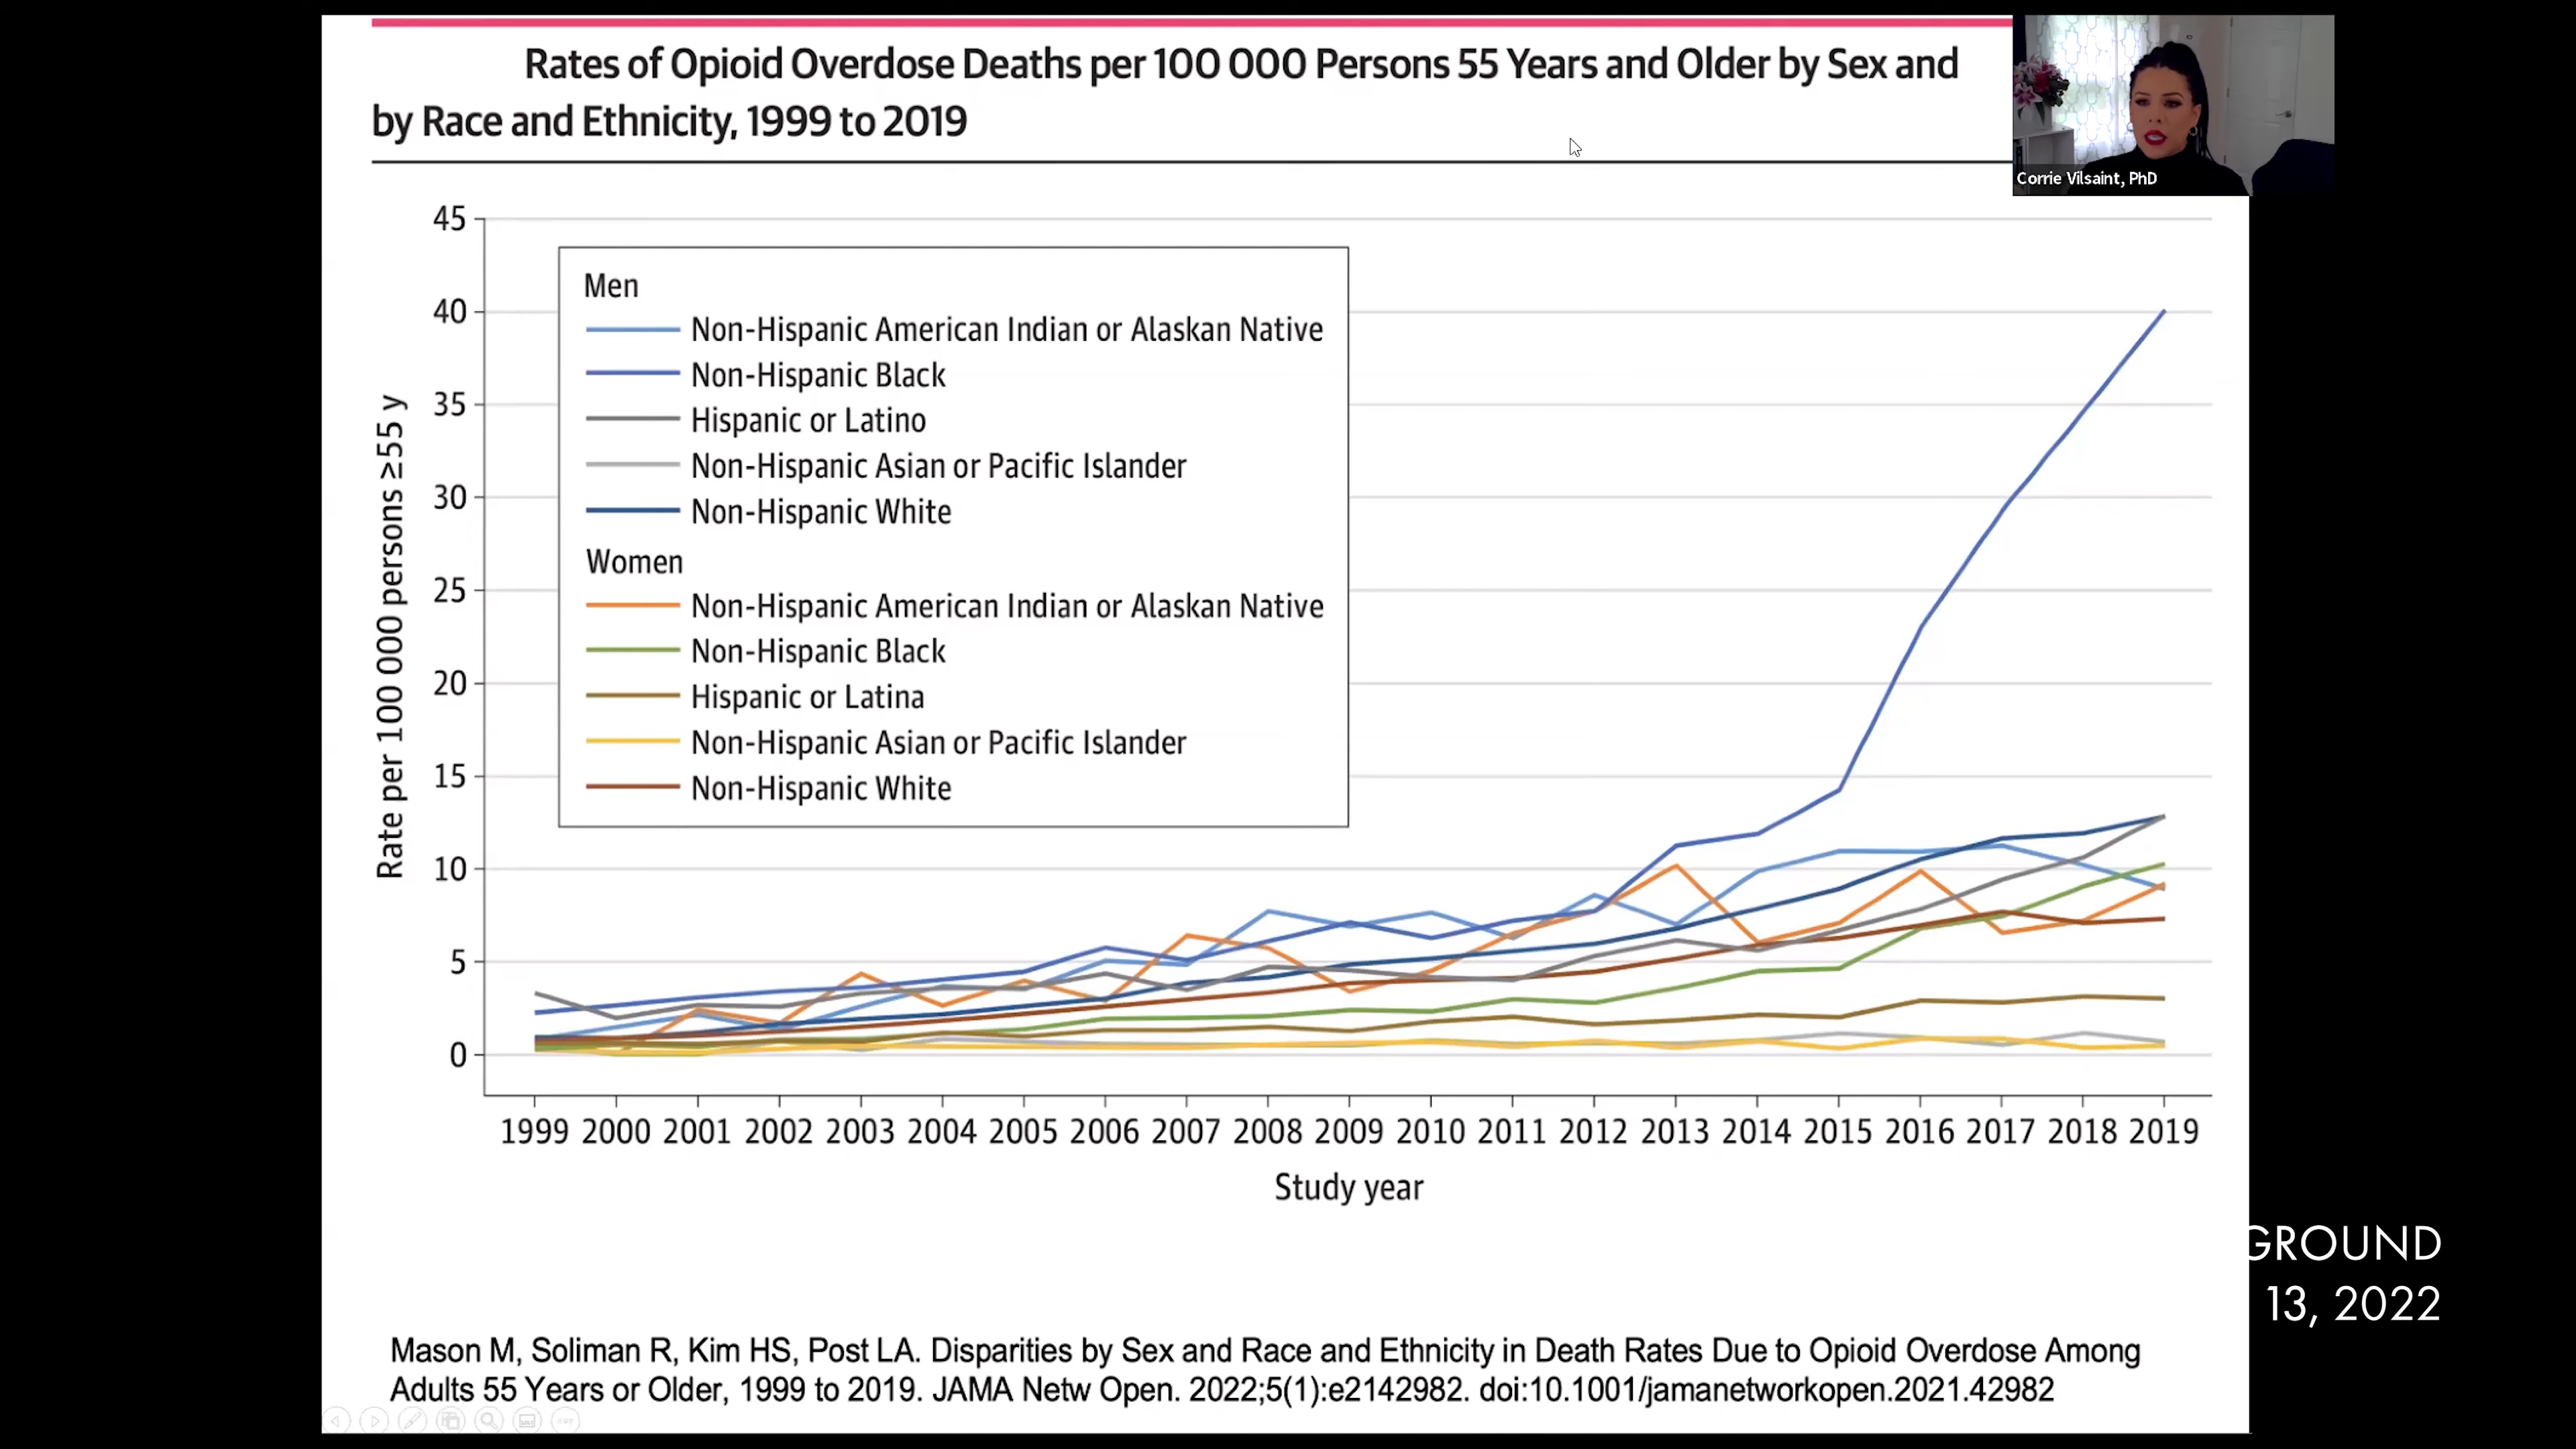 Rates of Opioid Overdose Deaths per 100 000 Persons 55 Years and Older by Sex and
by Race and Ethnicity, 1999 to 2019
Corrie Vilsaint, PhD
45
40
35
30
25
20
15
10
5
0
Rate per 100 000 persons ≥55 y
Men
Non-Hispanic American Indian or Alaskan Native
Non-Hispanic Black
Hispanic or Latino
Non-Hispanic Asian or Pacific Islander
Non-Hispanic White
Women
Non-Hispanic American Indian or Alaskan Native
Non-Hispanic Black
Hispanic or Latina
Non-Hispanic Asian or Pacific Islander
Non-Hispanic White
1999 2000 2001 2002 2003 2004 2005 2006 2007 2008 2009 2010 2011 2012 2013 2014 2015 2016 2017 2018 2019
Study year
GROUND
13, 2022
Mason M, Soliman R, Kim HS, Post LA. Disparities by Sex and Race and Ethnicity in Death Rates Due to Opioid Overdose Among
Adults 55 Years or Older, 1999 to 2019. JAMA Netw Open. 2022;5(1):e2142982. doi:10.1001/jamanetworkopen.2021.42982